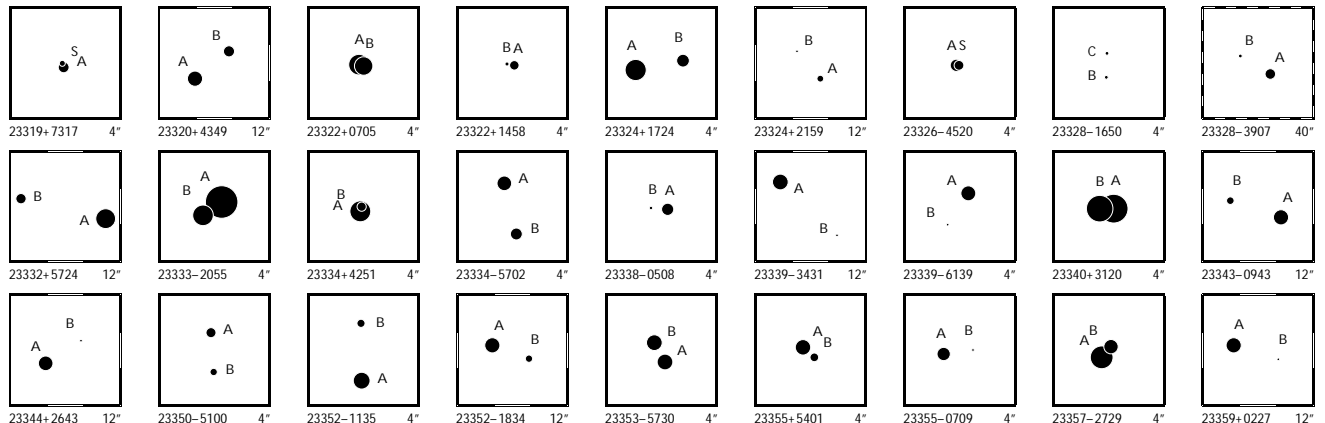 S
A
23319+7317 4″
B
A
23320+4349 12″
A B
23322+0705 4″
B A
23322+1458 4″
A B
23324+1724 4″
B
A
23324+2159 12″
A S
23326−4520 4″
C
B
23328−1650 4″
B
A
23328−3907 40″
B
A
23332+5724 12″
A
B
23333−2055 4″
B
A
23334+4251 4″
A
B
23334−5702 4″
B A
23338−0508 4″
A
B
23339−3431 12″
A
B
23339−6139 4″
B A
23340+3120 4″
B
A
23343−0943 12″
B
A
23344+2643 12″
A
B
23350−5100 4″
B
A
23352−1135 4″
A
B
23352−1834 12″
B
A
23353−5730 4″
A
B
23355+5401 4″
A B
23355−0709 4″
B
A
23357−2729 4″
A
B
23359+0227 12″